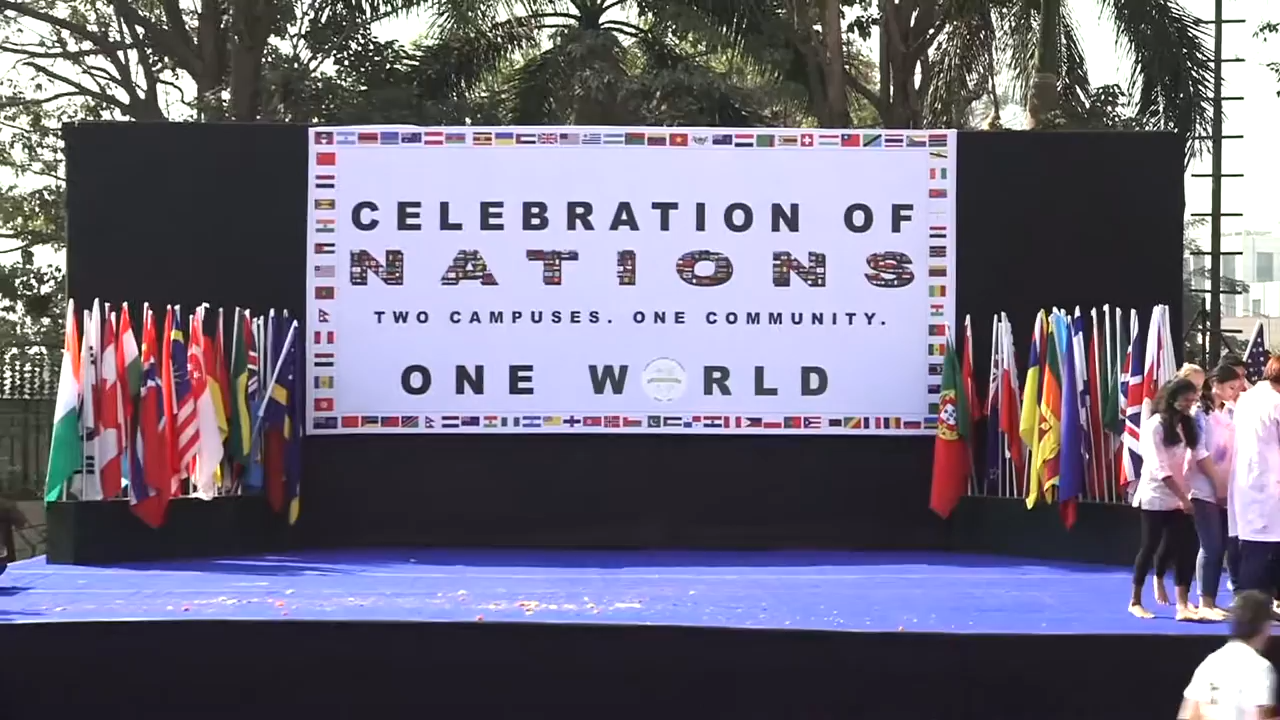 CELEBRATION OF
NATIONS
TWO CAMPUSES. ONE COMMUNITY.
ONE WORLD